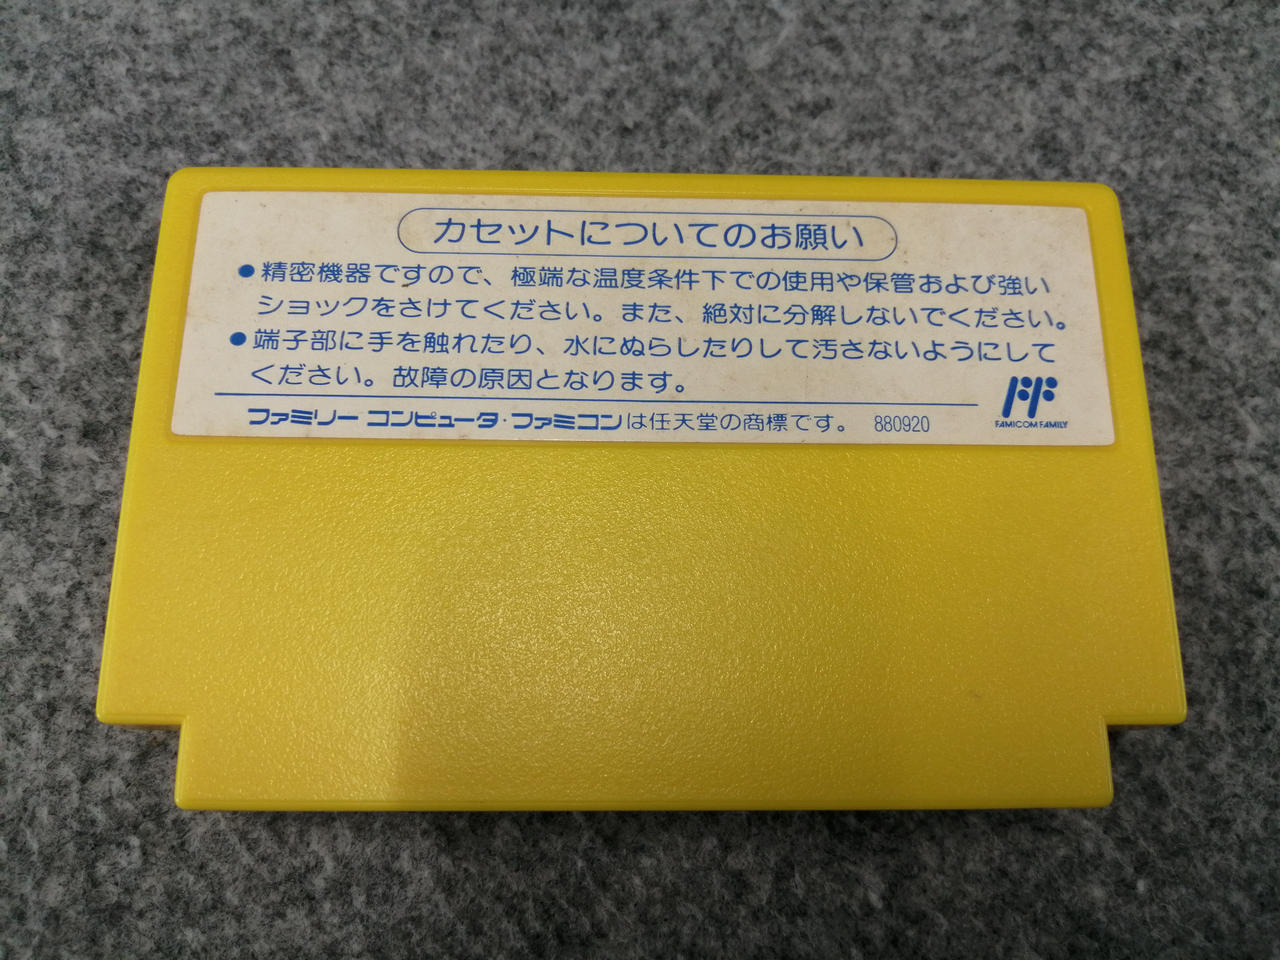 カセットについてのお願い
●精密機器ですので、極端な温度条件下での使用や保管および強い
ショックをさけてください。また、絶対に分解しないでください。
●端子部に手を触れたり、水にぬらしたりして汚さないようにして
ください。故障の原因となります。
ファミリー コンピュータ・ファミコンは任天堂の商標です。 880920
FAMICOM FAMILY